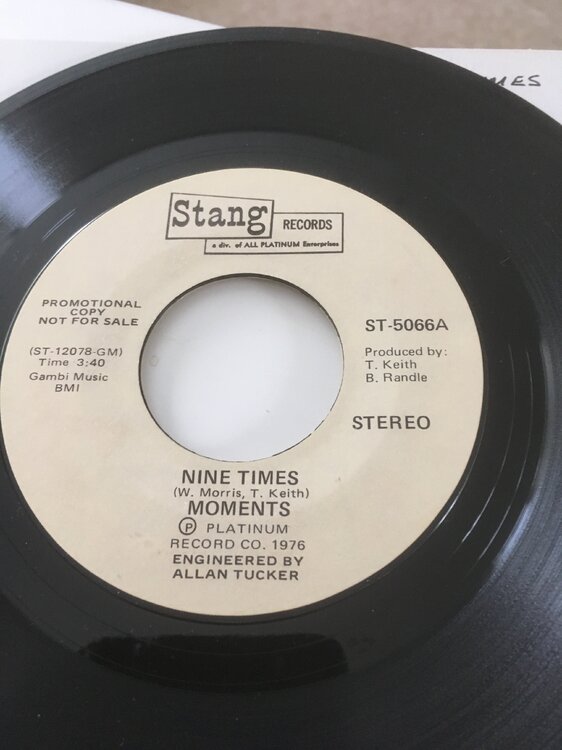 MES
Stang RECORDS
a div. of ALL PLATINUM Enterprises
PROMOTIONAL
COPY
NOT FOR SALE
(ST-12078-GM)
Time 3:40
Gambi Music
BMI
ST-5066A
Produced by:
T. Keith
B. Randle
STEREO
NINE TIMES
(W. Morris, T. Keith)
MOMENTS
Ⓟ PLATINUM
RECORD CO. 1976
ENGINEERED BY
ALLAN TUCKER